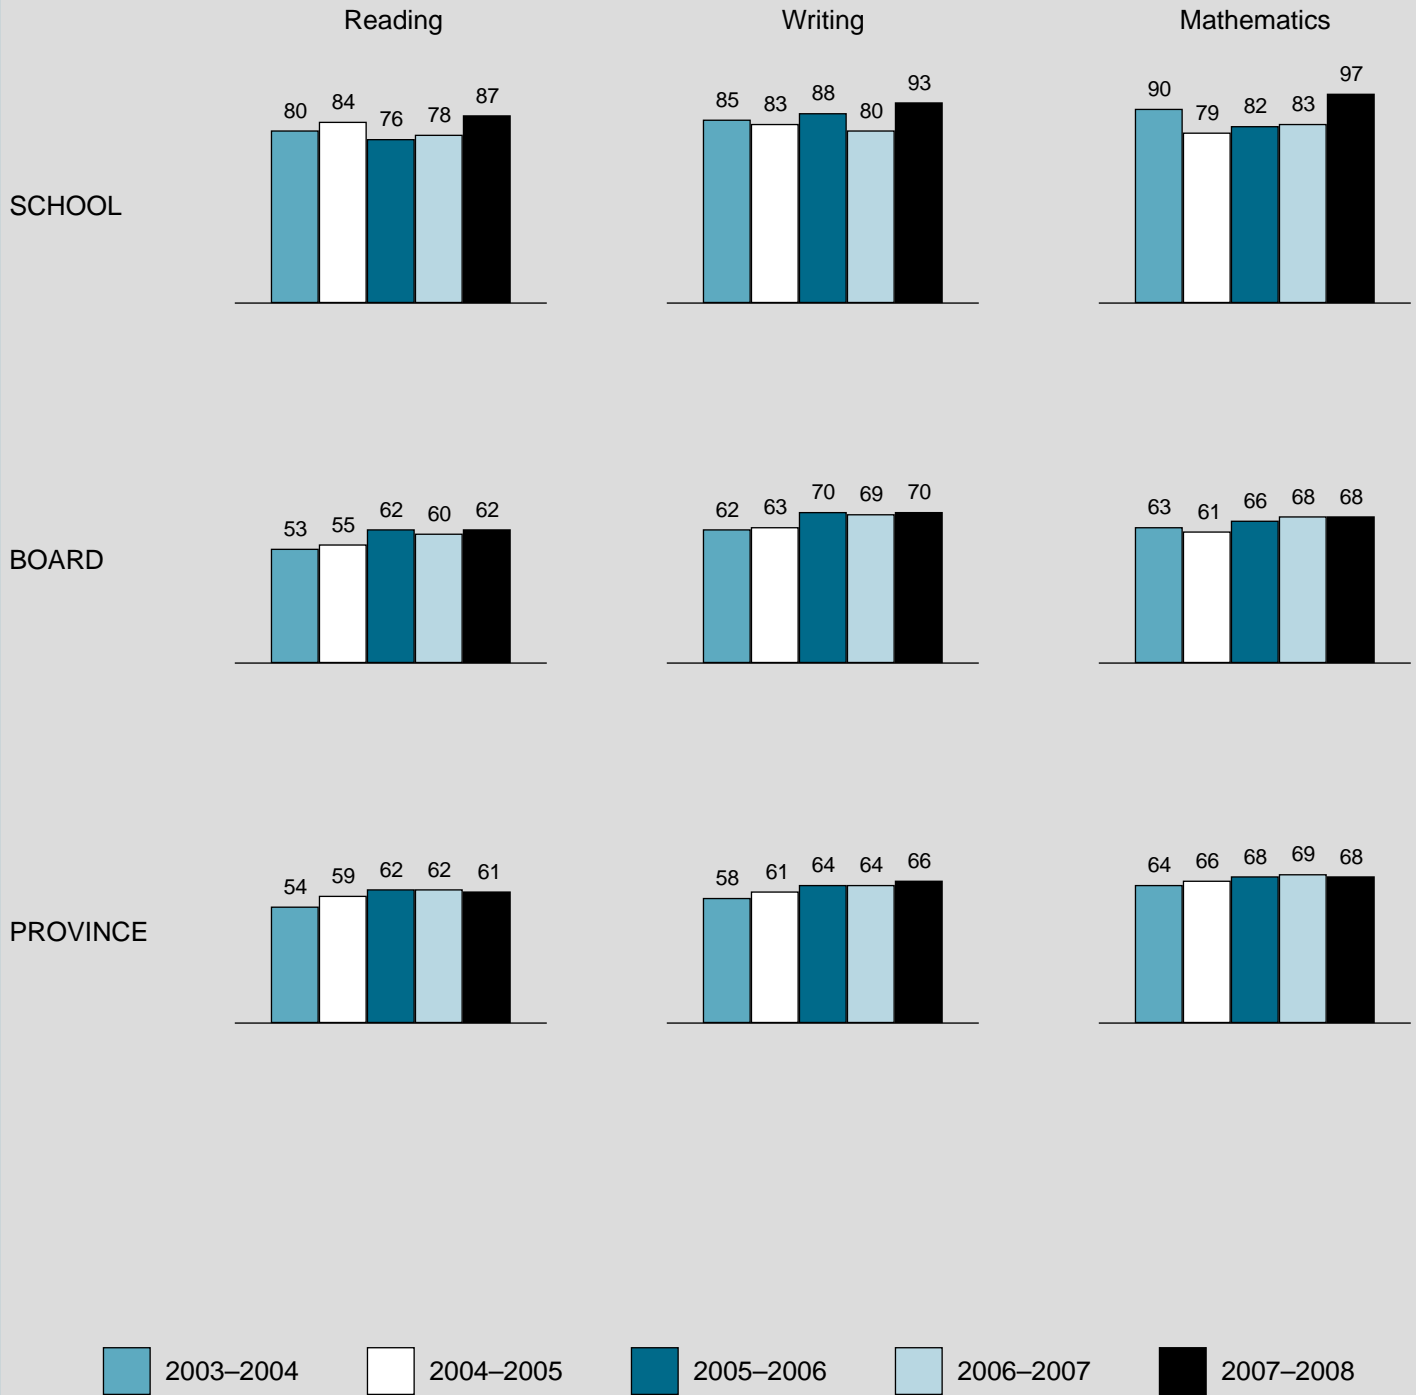 Reading Writing Mathematics
80 84 76 78 87 85 83 88 80 93 90 79 82 83 97
SCHOOL
53 55 62 60 62 62 63 70 69 70 63 61 66 68 68
BOARD
54 59 62 62 61 58 61 64 64 66 64 66 68 69 68
PROVINCE
2003–2004 2004–2005 2005–2006 2006–2007 2007–2008